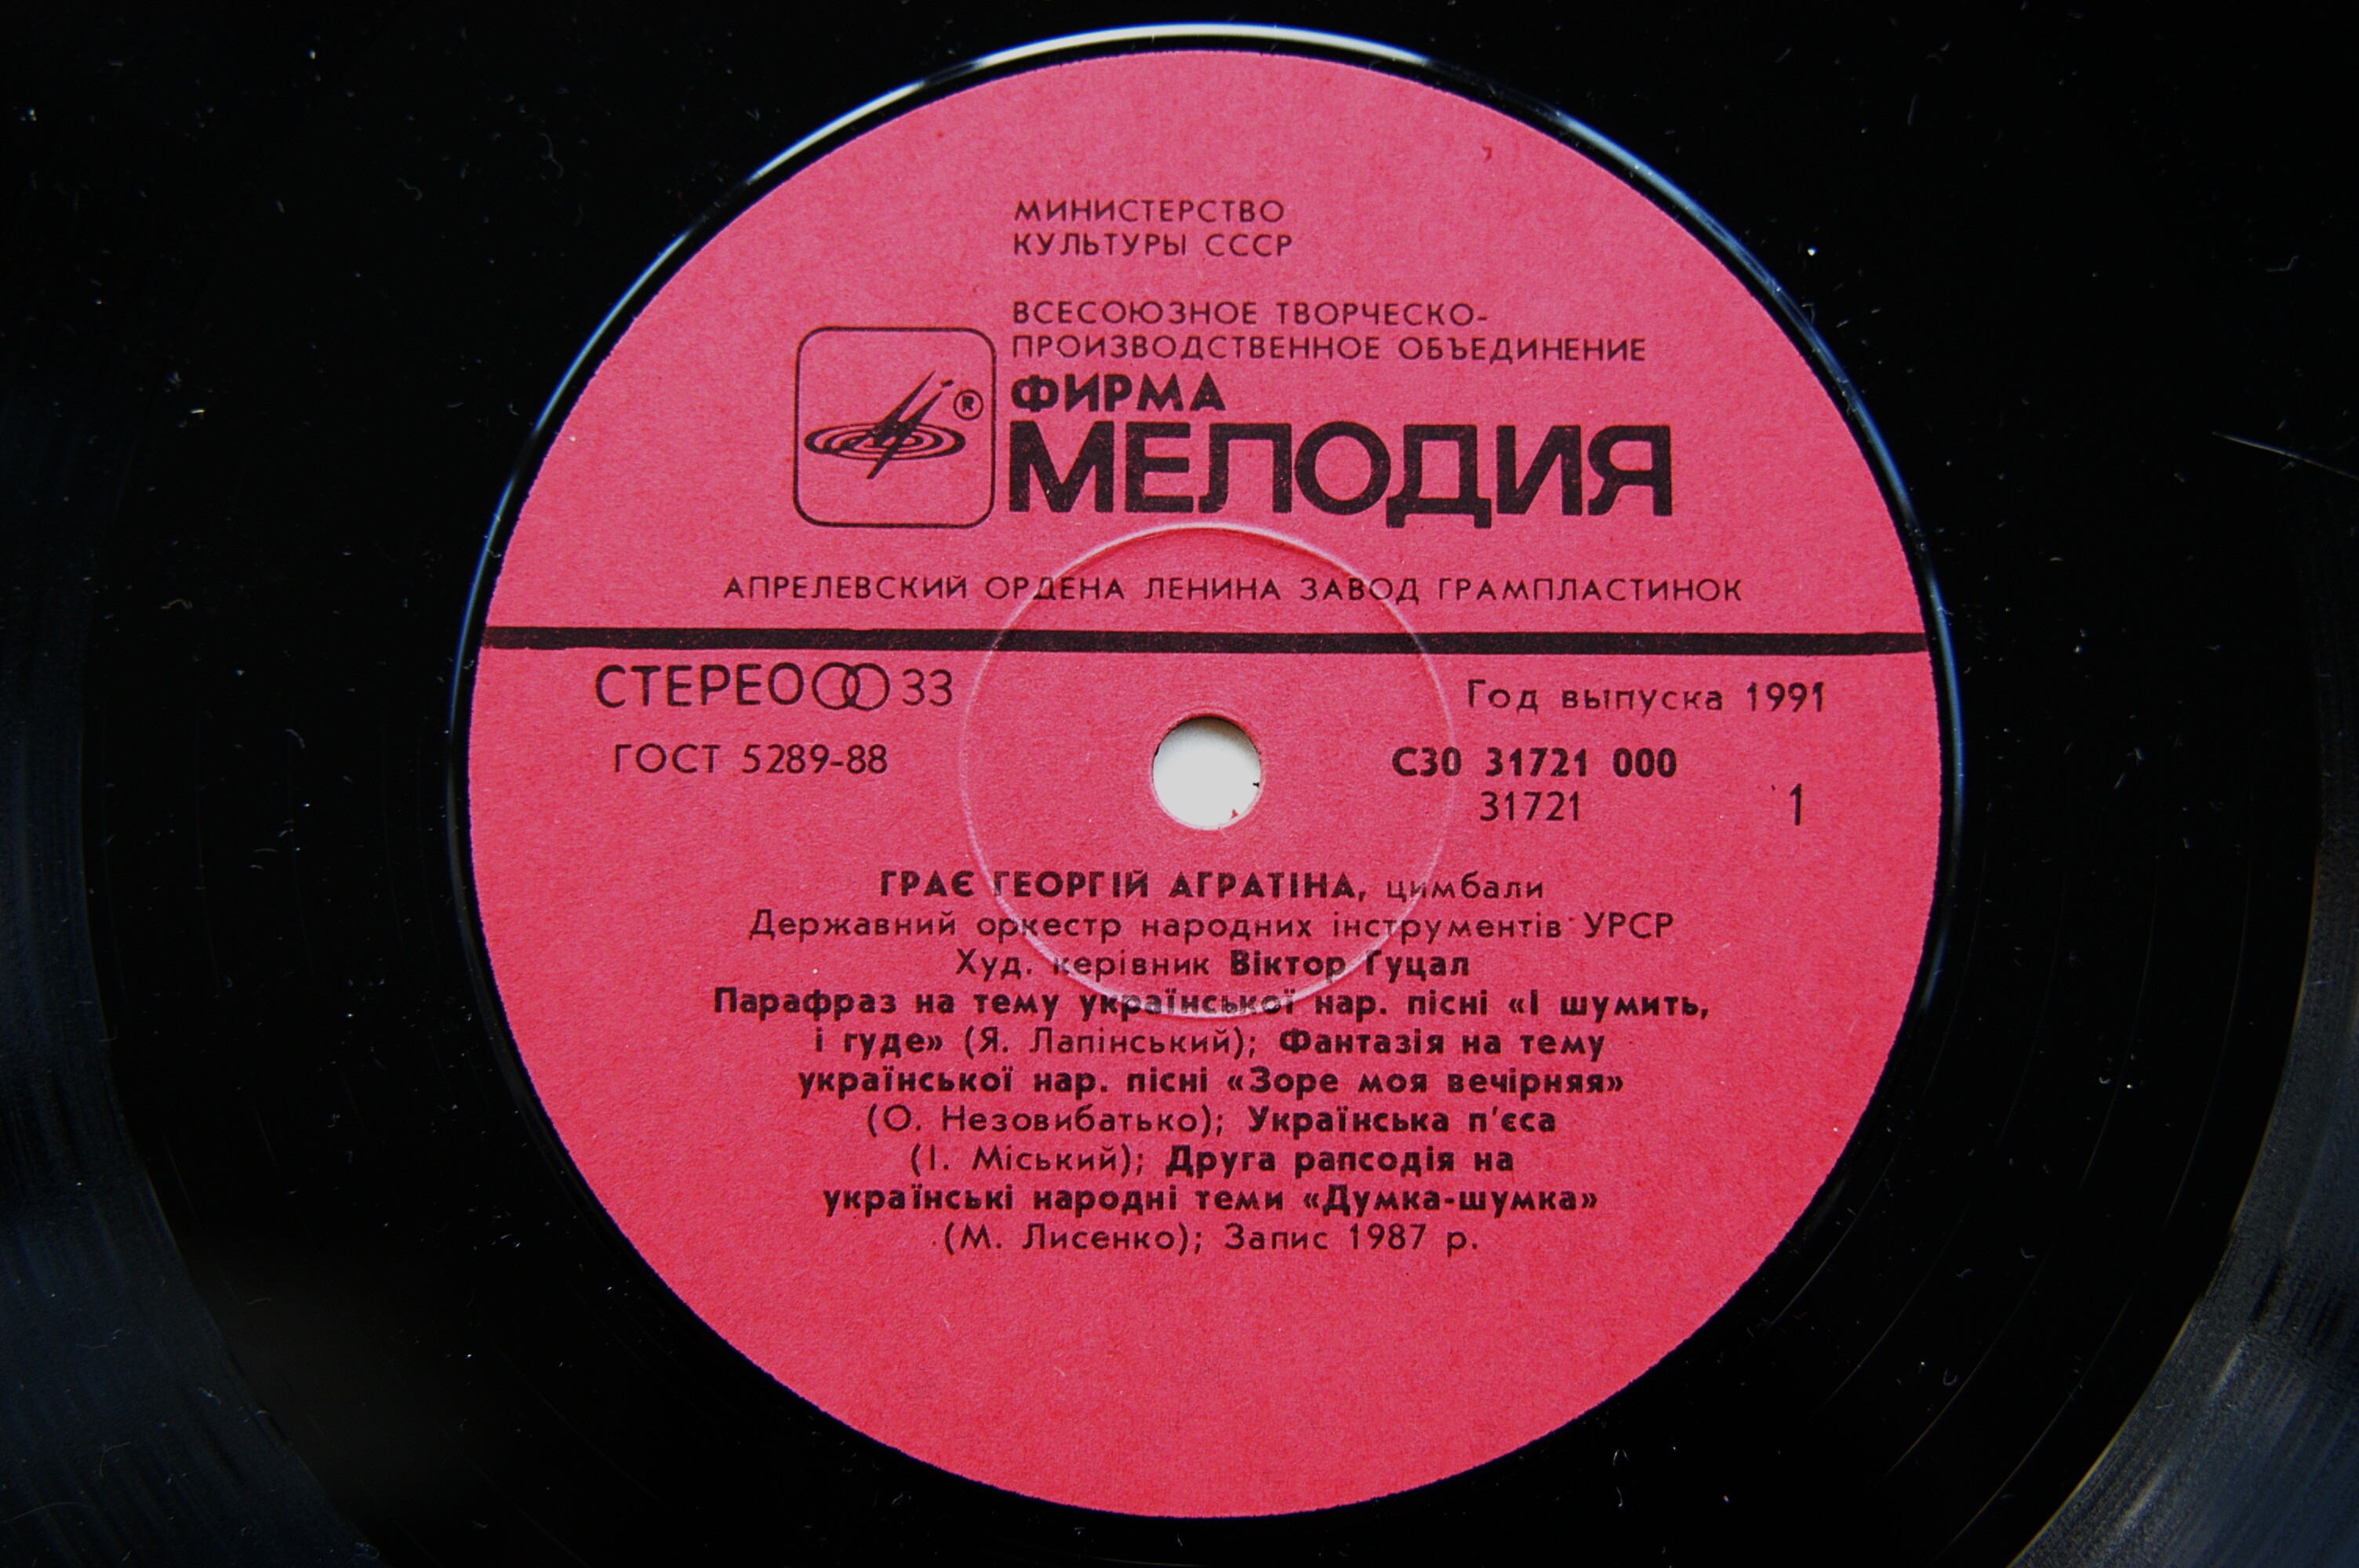 МИНИСТЕРСТВО
КУЛЬТУРЫ СССР
ВСЕСОЮЗНОЕ ТВОРЧЕСКО-
ПРОИЗВОДСТВЕННОЕ ОБЪЕДИНЕНИЕ
ФИРМА
®
МЕЛОДИЯ
АПРЕЛЕВСКИЙ ОРДЕНА ЛЕНИНА ЗАВОД ГРАМПЛАСТИНОК
СТЕРЕО 33
Год выпуска 1991
ГОСТ 5289-88
С30 31721 000
31721
1
ГРАЄ ГЕОРГІЙ АГРАТІНА, цимбали
Державний оркестр народних інструментів УРСР
Худ. керівник Віктор Гуцал
Парафраз на тему української нар. пісні «І шумить,
і гуде» (Я. Лапінський); Фантазія на тему
української нар. пісні «Зоре моя вечірняя»
(О. Незовибатько); Українська п'єса
(І. Міський); Друга рапсодія на
українські народні теми «Думка-шумка»
(М. Лисенко); Запис 1987 р.